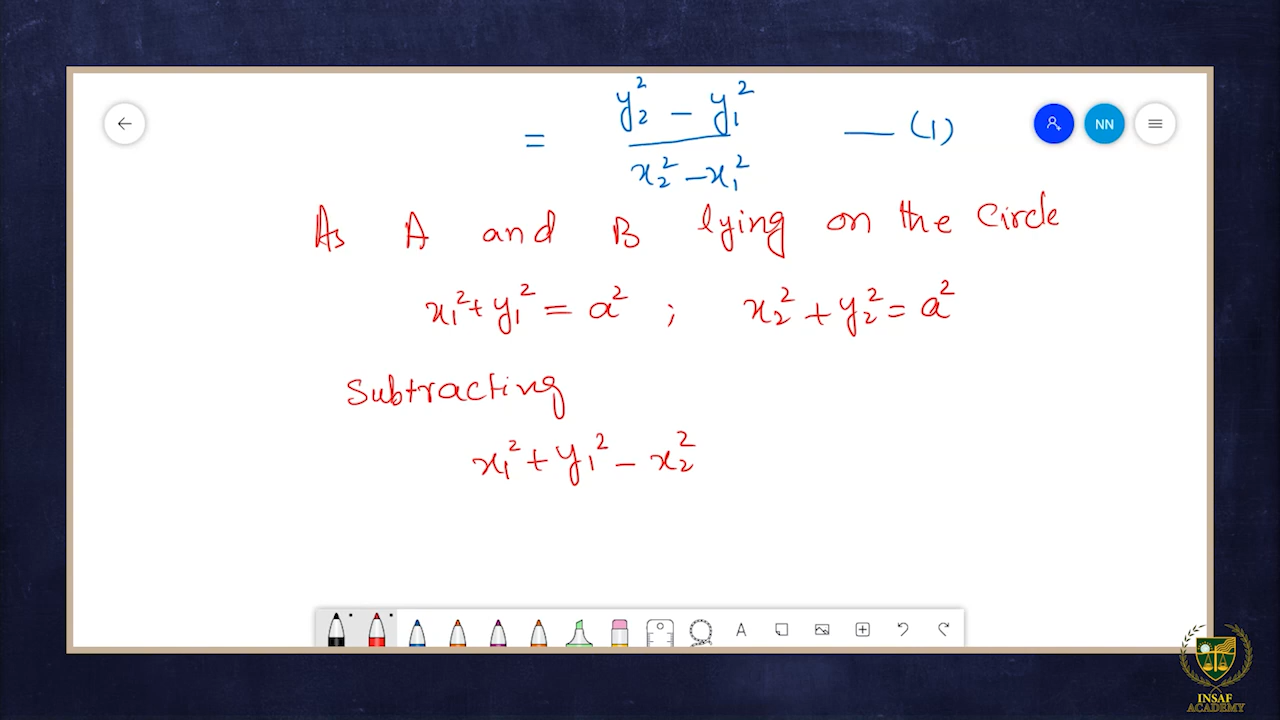 = (y₂² − y₁²) / (x₂² − x₁²) — (1)
NN
As A and B lying on the circle
x₁² + y₁² = a² ; x₂² + y₂² = a²
Subtracting
x₁² + y₁² − x₂²
A
INSAF
ACADEMY